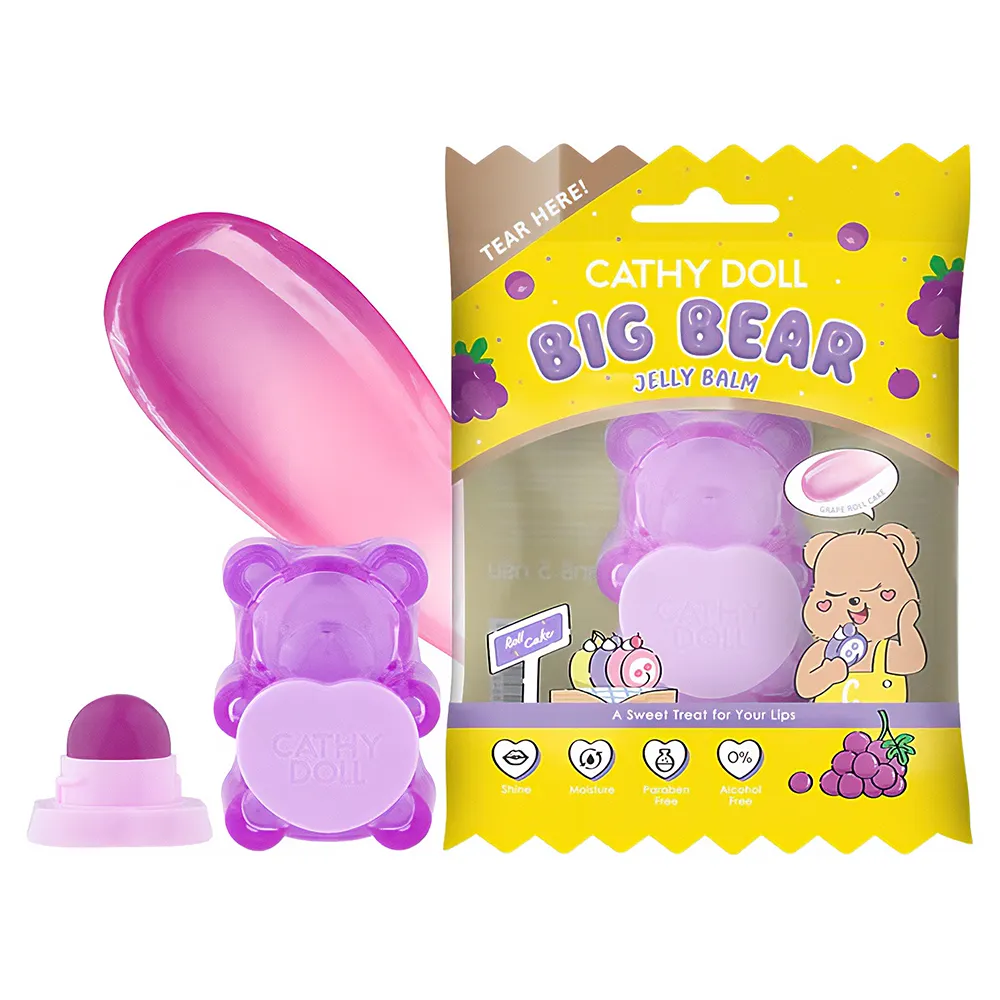 TEAR HERE!
CATHY DOLL
BIG BEAR
JELLY BALM
GRAPE ROLL CAKE
Roll Cake
CATHY
DOLL
C
A Sweet Treat for Your Lips
Shine
Moisture
Paraben
Free
0%
Alcohol
Free
CATHY
DOLL